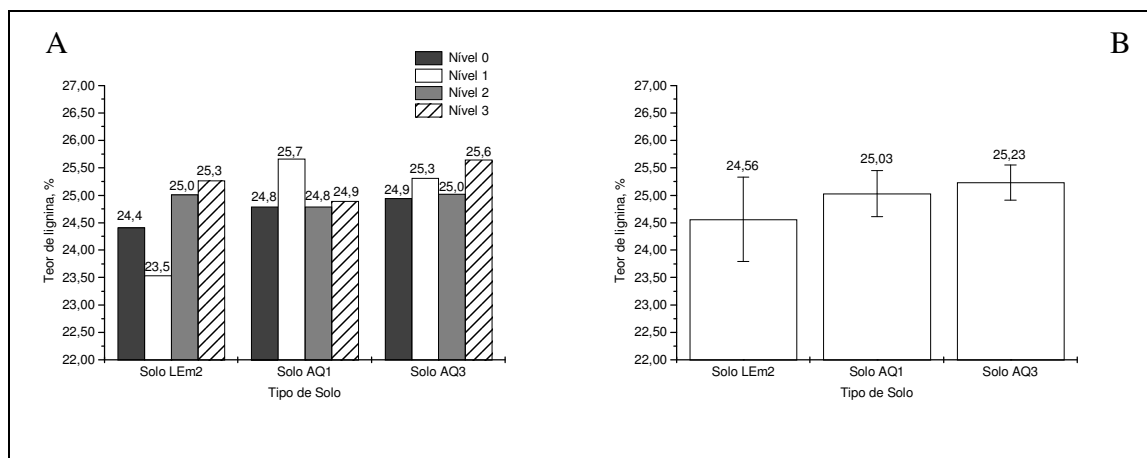 A
Nível 0
Nível 1
Nível 2
Nível 3
27,00
26,50
26,00
25,50
25,00
24,50
24,00
23,50
23,00
22,50
22,00
Teor de lignina, %
24,4
23,5
25,0
25,3
24,8
25,7
24,8
24,9
24,9
25,3
25,0
25,6
Solo LEm2
Solo AQ1
Solo AQ3
Tipo de Solo
B
27,00
26,50
26,00
25,50
25,00
24,50
24,00
23,50
23,00
22,50
22,00
Teor de lignina, %
24,56
25,03
25,23
Solo LEm2
Solo AQ1
Solo AQ3
Tipo de Solo